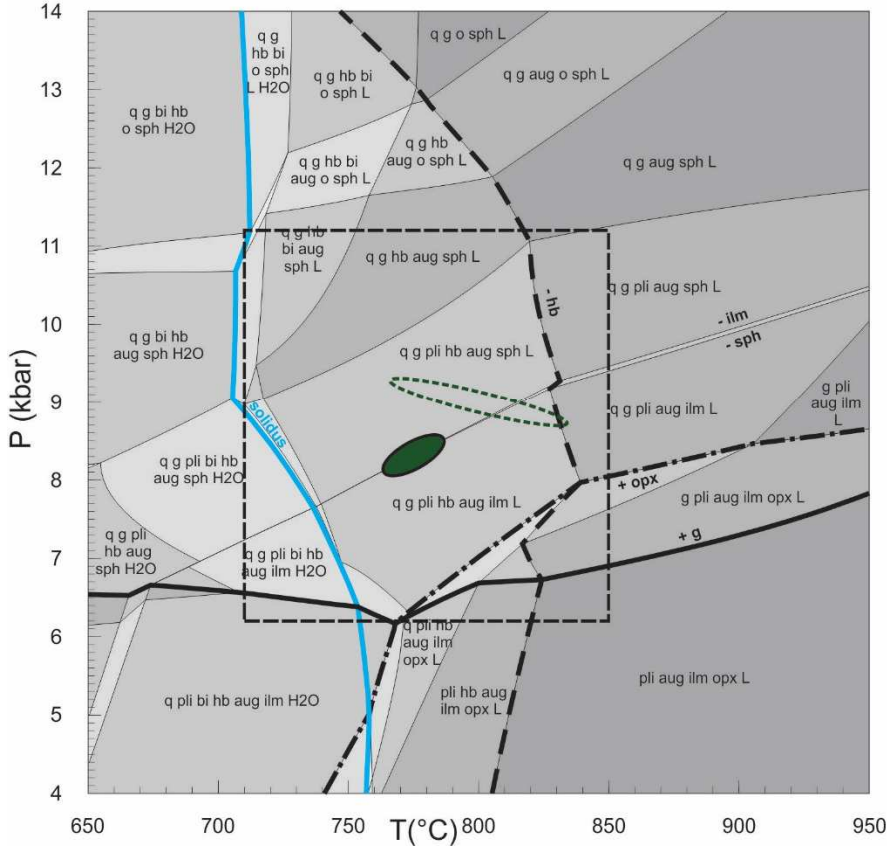 14
13
12
11
10
9
8
7
6
5
4
P (kbar)
650
700
750
800
850
900
950
T(°C)
q g
hb bi
o sph
L H2O
q g hb bi
o sph L
q g o sph L
q g aug o sph L
q g bi hb
o sph H2O
q g hb bi
aug o sph L
q g hb
aug o sph L
q g aug sph L
q g hb
bi aug
sph L
q g hb aug sph L
q g pli aug sph L
- hb
- ilm
- sph
q g bi hb
aug sph H2O
q g pli hb aug sph L
q g pli aug ilm L
g pli
aug ilm
L
solidus
q g pli bi hb
aug sph H2O
q g pli hb aug ilm L
+ opx
g pli aug ilm opx L
+ g
q g pli
hb aug
sph H2O
q g pli bi hb
aug ilm H2O
q pli hb
aug ilm
opx L
q pli bi hb aug ilm H2O
pli hb aug
ilm opx L
pli aug ilm opx L